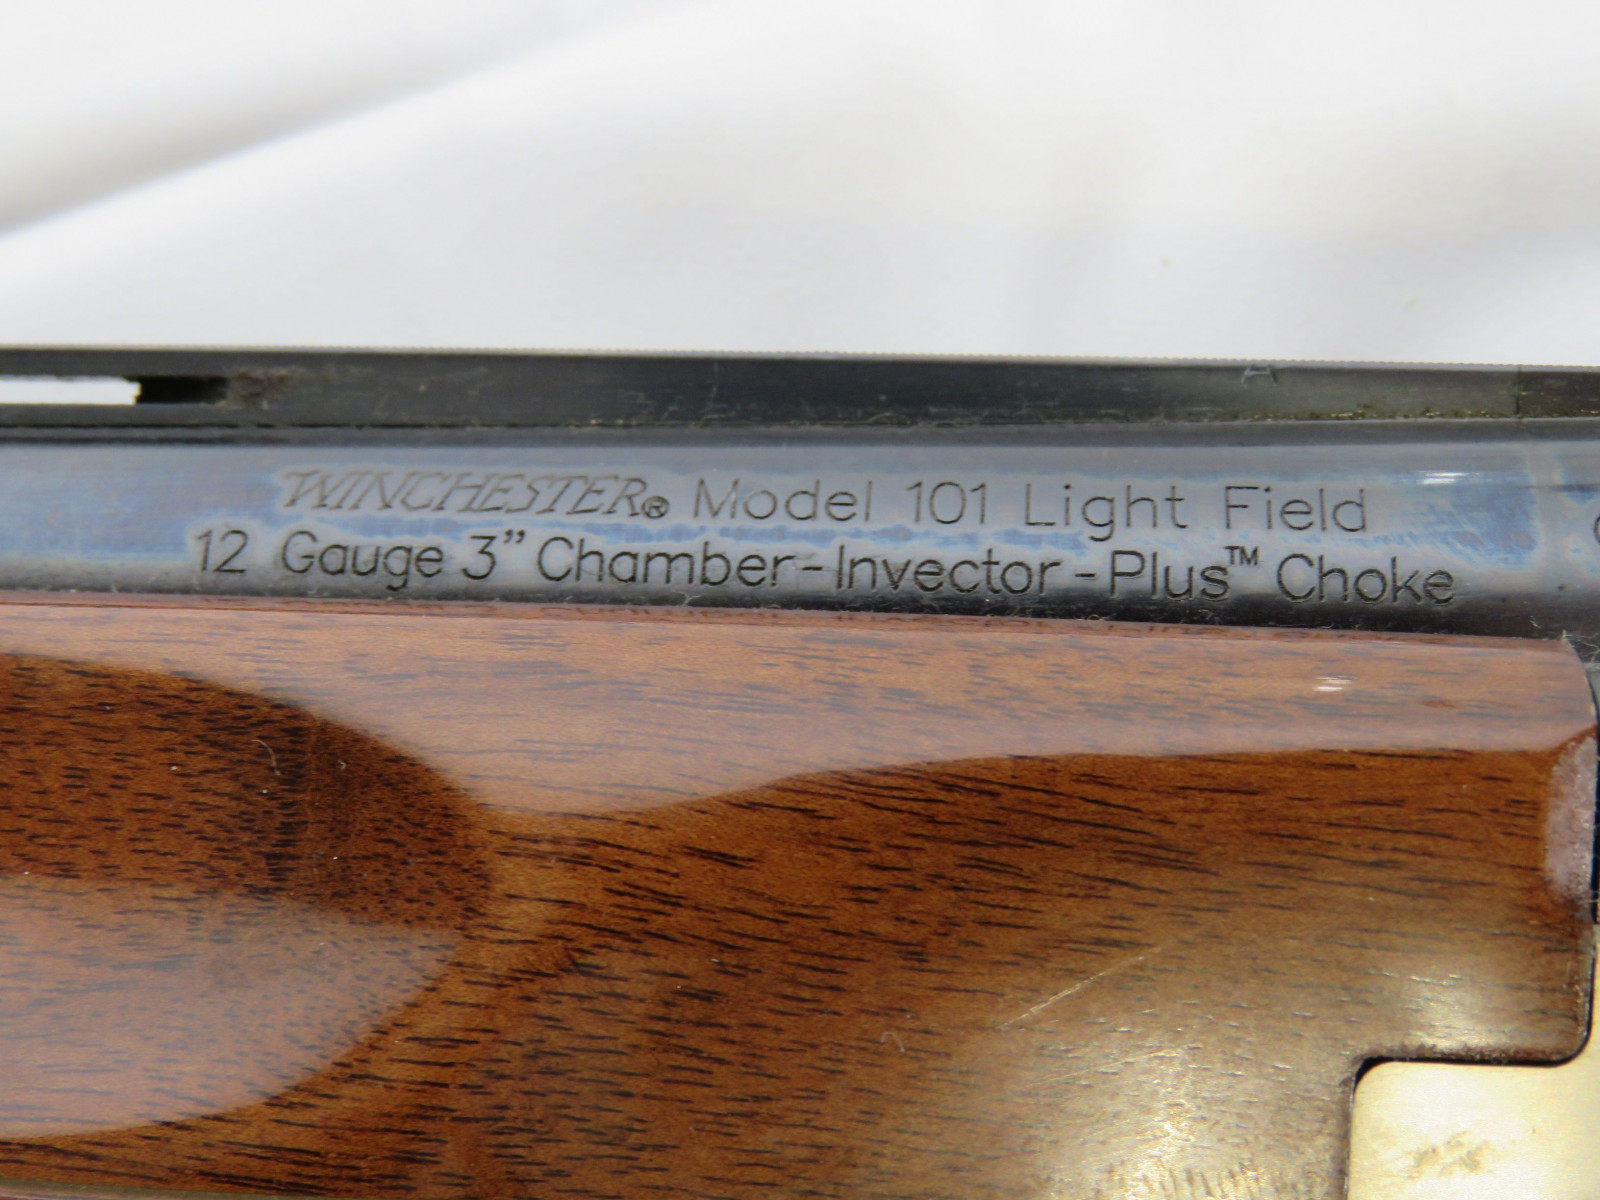 WINCHESTER® Model 101 Light Field
12 Gauge 3” Chamber-Invector-Plus™ Choke